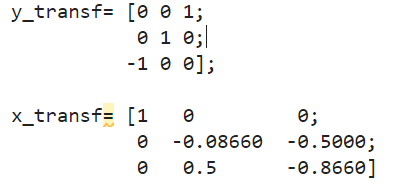 y_transf= [0 0 1;
0 1 0;
-1 0 0];
x_transf= [1 0 0;
0 -0.08660 -0.5000;
0 0.5 -0.8660]